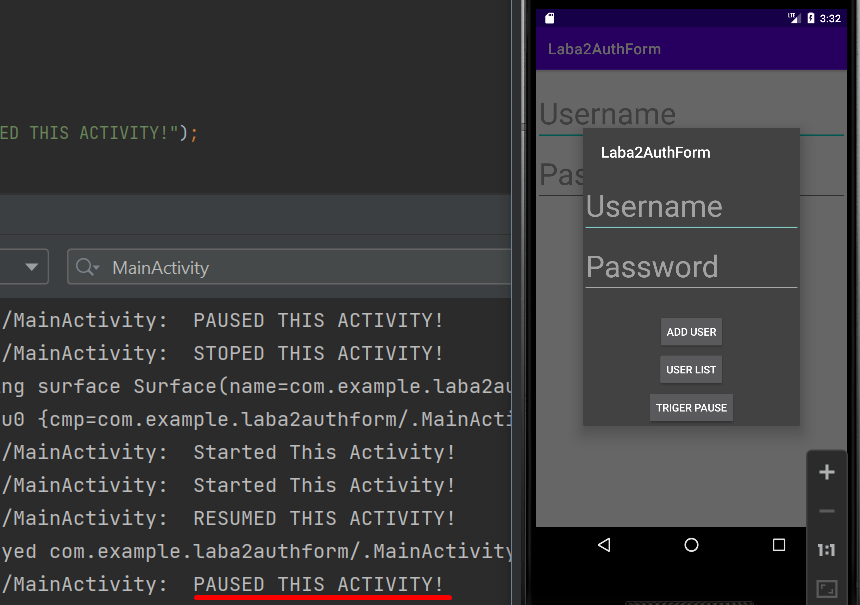 ED THIS ACTIVITY!");
MainActivity
/MainActivity: PAUSED THIS ACTIVITY!
/MainActivity: STOPED THIS ACTIVITY!
ng surface Surface(name=com.example.laba2au
u0 {cmp=com.example.laba2authform/.MainActi
/MainActivity: Started This Activity!
/MainActivity: Started This Activity!
/MainActivity: RESUMED THIS ACTIVITY!
yed com.example.laba2authform/.MainActivity
/MainActivity: PAUSED THIS ACTIVITY!
LTE 3:32
Laba2AuthForm
Username
Pas
Laba2AuthForm
Username
Password
ADD USER
USER LIST
TRIGER PAUSE
1:1